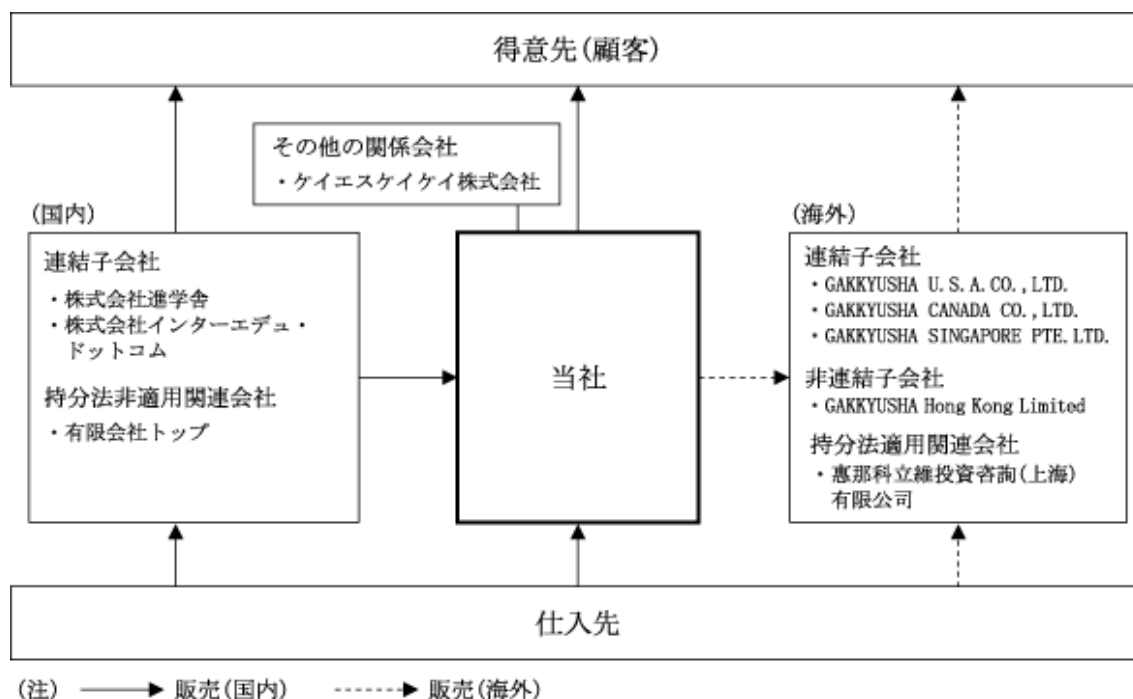 得意先(顧客)
その他の関係会社
・ケイエスケイケイ株式会社
(国内)
連結子会社
・株式会社進学舎
・株式会社インターエデュ・
ドットコム
持分法非適用関連会社
・有限会社トップ
当社
(海外)
連結子会社
・GAKKYUSHA U.S.A.CO.,LTD.
・GAKKYUSHA CANADA CO.,LTD.
・GAKKYUSHA SINGAPORE PTE.LTD.
非連結子会社
・GAKKYUSHA Hong Kong Limited
持分法適用関連会社
・惠那科立維投資咨詢(上海)
有限公司
仕入先
(注) 販売(国内) 販売(海外)